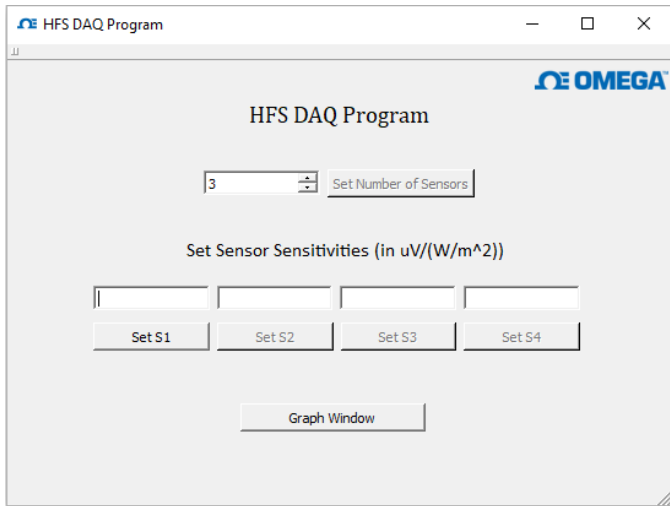 HFS DAQ Program
OMEGA™
HFS DAQ Program
3 Set Number of Sensors
Set Sensor Sensitivities (in uV/(W/m^2))
Set S1 Set S2 Set S3 Set S4
Graph Window